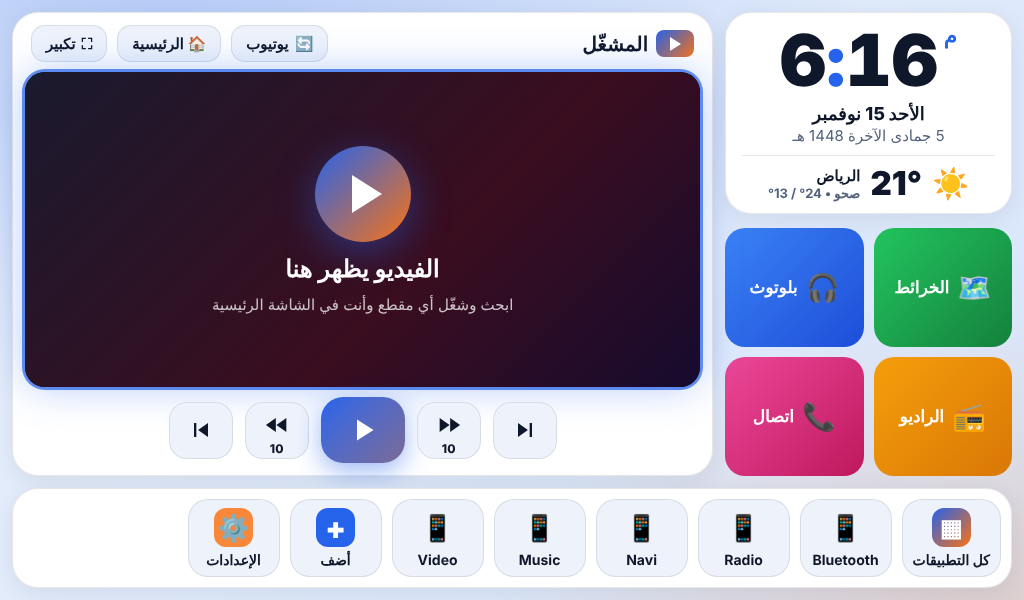 6:16 م
الأحد 15 نوفمبر
5 جمادى الآخرة 1448 هـ
21°
الرياض
صحو • 24° / 13°
الخرائط
بلوتوث
الراديو
اتصال
المشغّل
يوتيوب
الرئيسية
تكبير
الفيديو يظهر هنا
ابحث وشغّل أي مقطع وأنت في الشاشة الرئيسية
10
10
كل التطبيقات
Bluetooth
Radio
Navi
Music
Video
أضف
الإعدادات